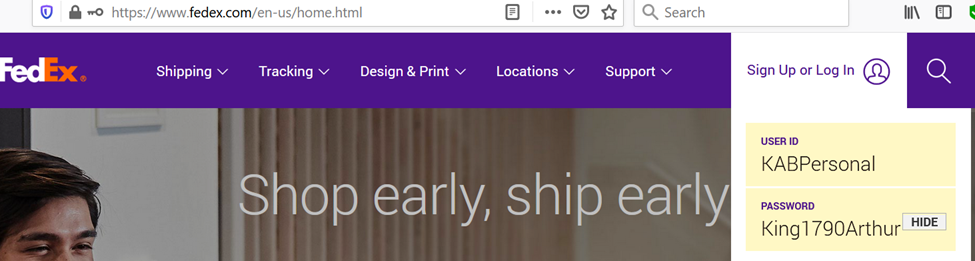 https://www.fedex.com/en-us/home.html
Search
FedEx®
Shipping
Tracking
Design & Print
Locations
Support
Sign Up or Log In
Shop early, ship early
USER ID
KABPersonal
PASSWORD
King1790Arthur
HIDE